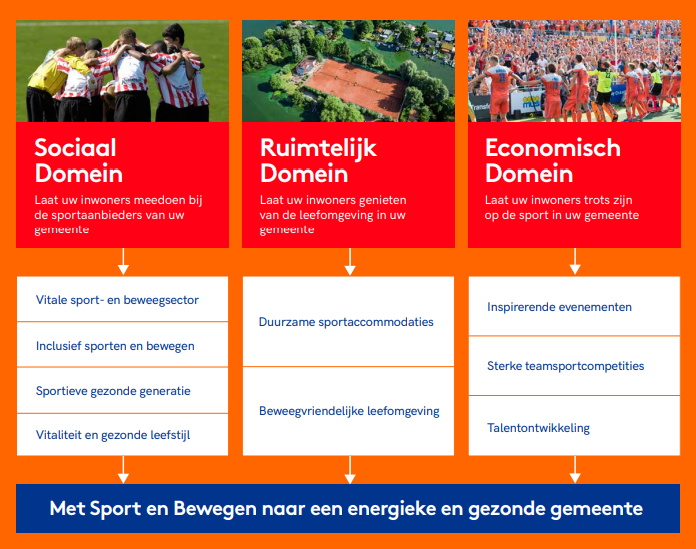 Sociaal
Domein
Laat uw inwoners meedoen bij
de sportaanbieders van uw
gemeente
Ruimtelijk
Domein
Laat uw inwoners genieten
van de leefomgeving in uw
gemeente
Economisch
Domein
Laat uw inwoners trots zijn
op de sport in uw gemeente
Vitale sport- en beweegsector
Inclusief sporten en bewegen
Sportieve gezonde generatie
Vitaliteit en gezonde leefstijl
Duurzame sportaccommodaties
Beweegvriendelijke leefomgeving
Inspirerende evenementen
Sterke teamsportcompetities
Talentontwikkeling
Met Sport en Bewegen naar een energieke en gezonde gemeente